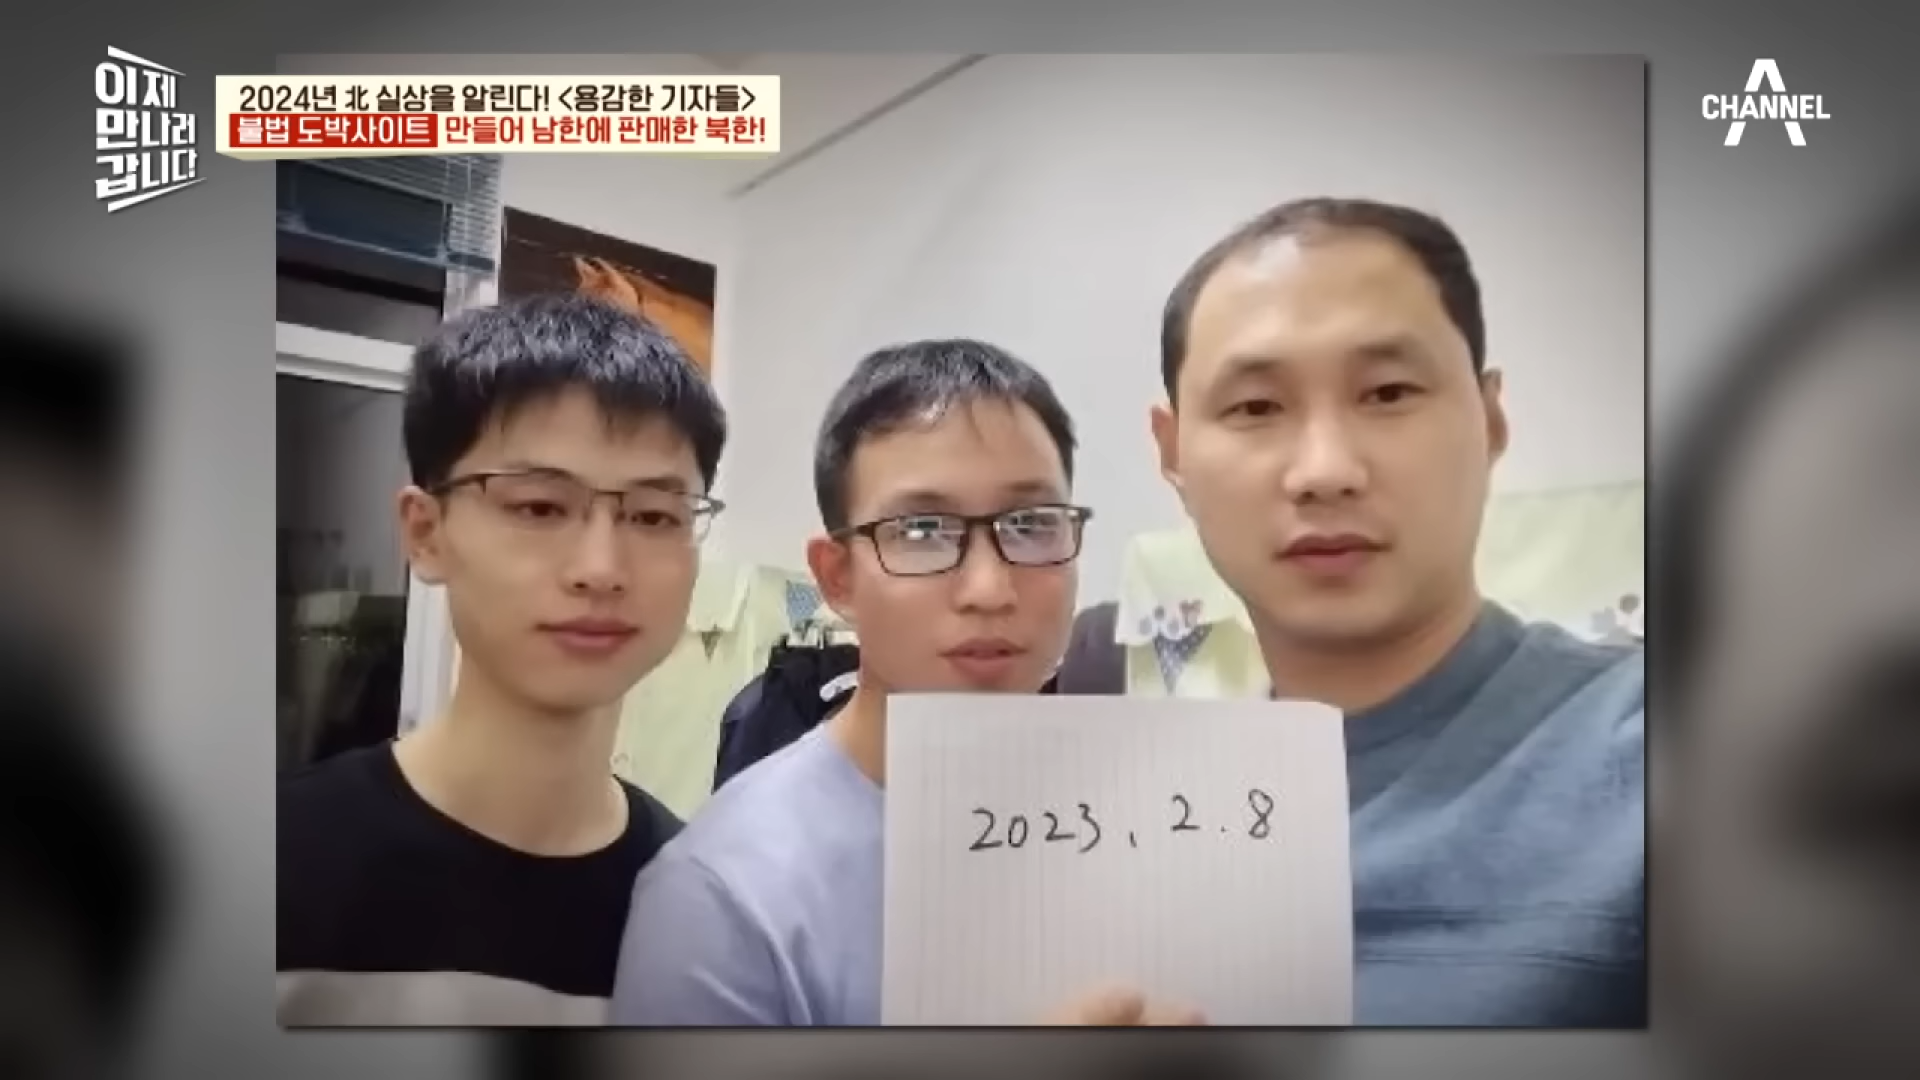 이제
만나러
갑니다
2024년 北 실상을 알린다! <용감한 기자들>
불법 도박사이트 만들어 남한에 판매한 북한!
CHANNEL A
2023. 2. 8